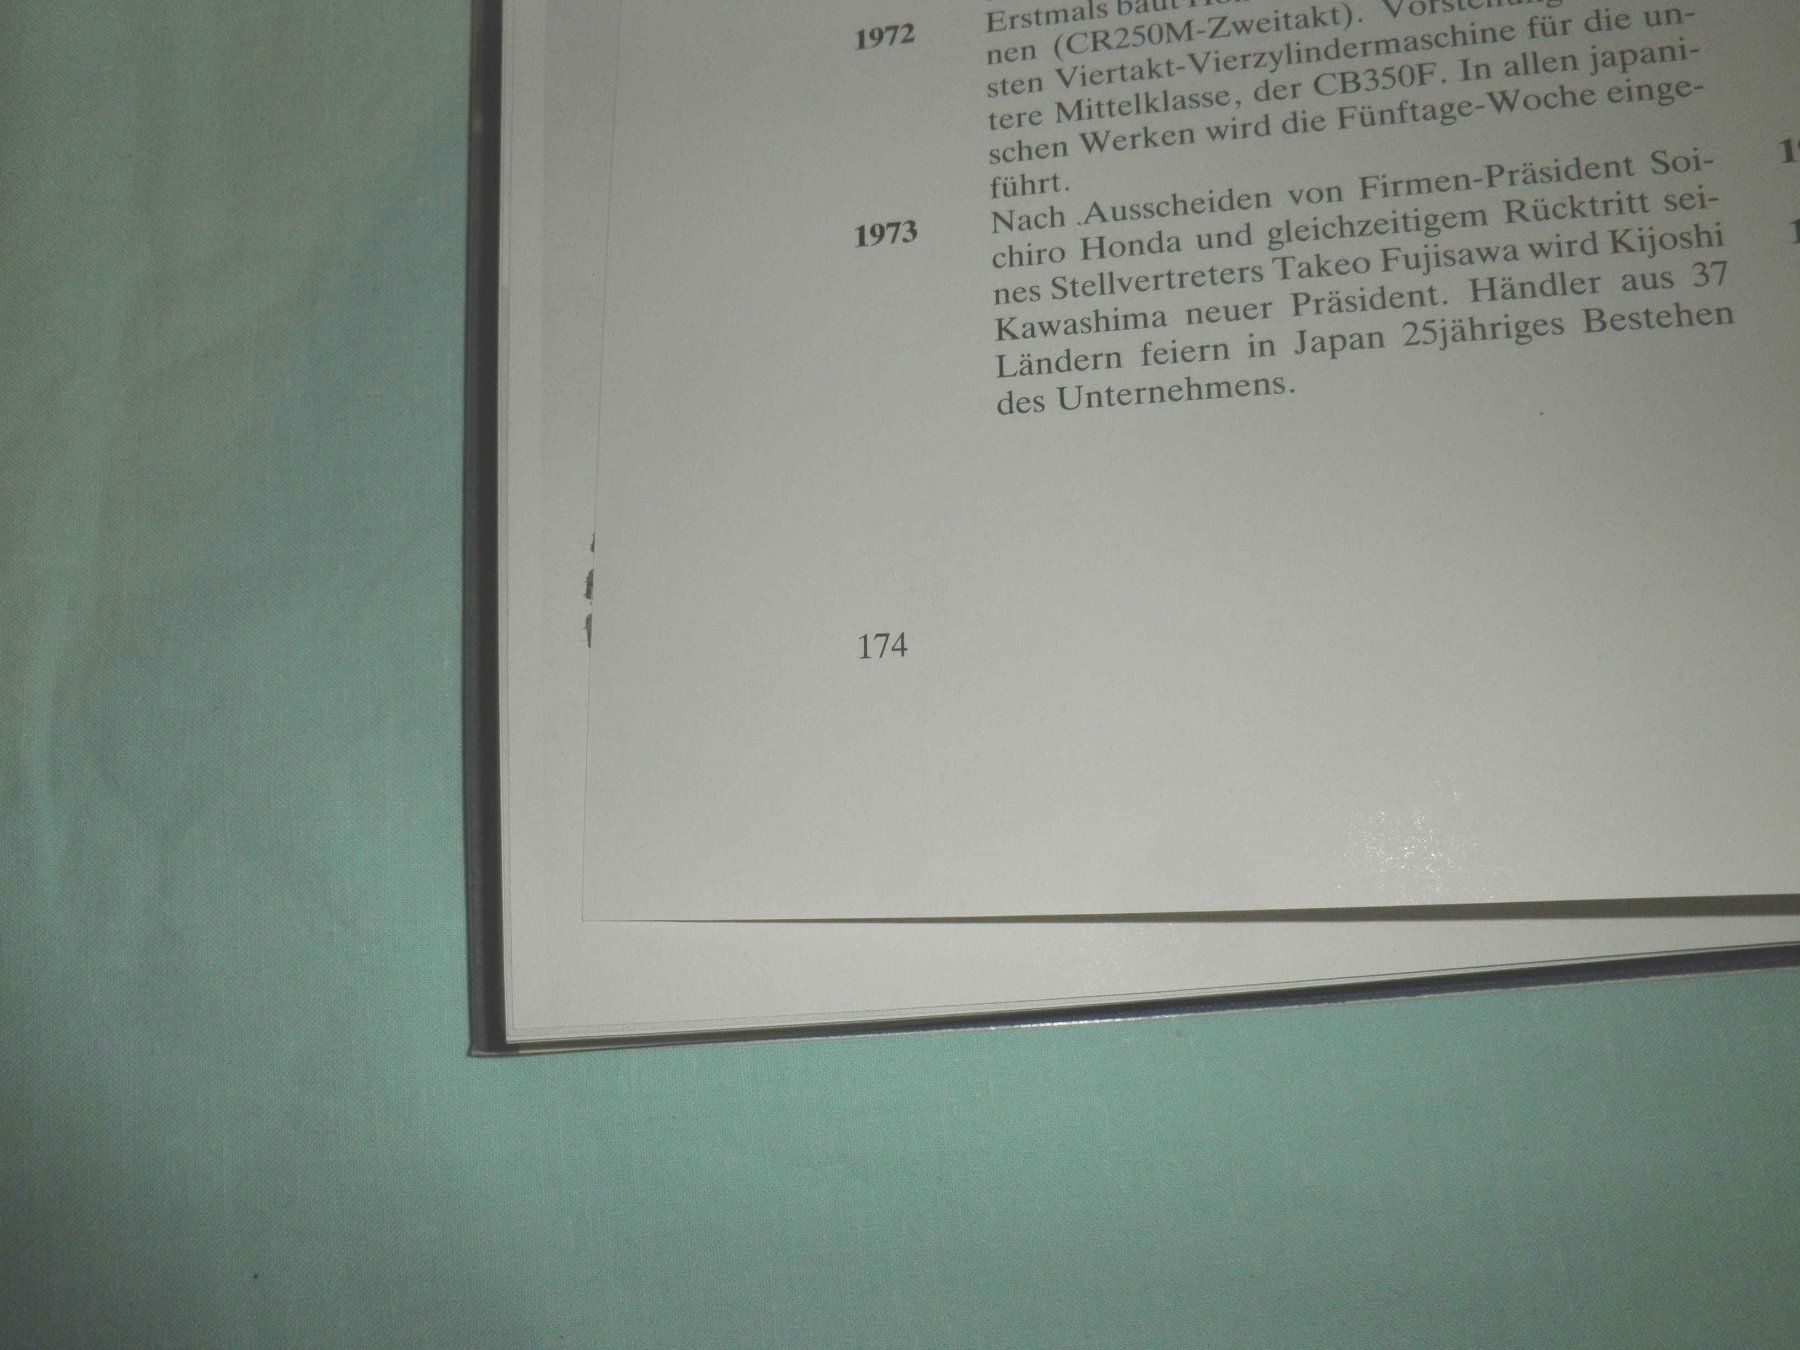 1972
Erstmals baut
nen (CR250M-Zweitakt).
sten Viertakt-Vierzylindermaschine für die un-
tere Mittelklasse, der CB350F. In allen japani-
schen Werken wird die Fünftage-Woche einge-
führt.
1973
Nach Ausscheiden von Firmen-Präsident Soi-
chiro Honda und gleichzeitigem Rücktritt sei-
nes Stellvertreters Takeo Fujisawa wird Kijoshi
Kawashima neuer Präsident. Händler aus 37
Ländern feiern in Japan 25jähriges Bestehen
des Unternehmens.
174